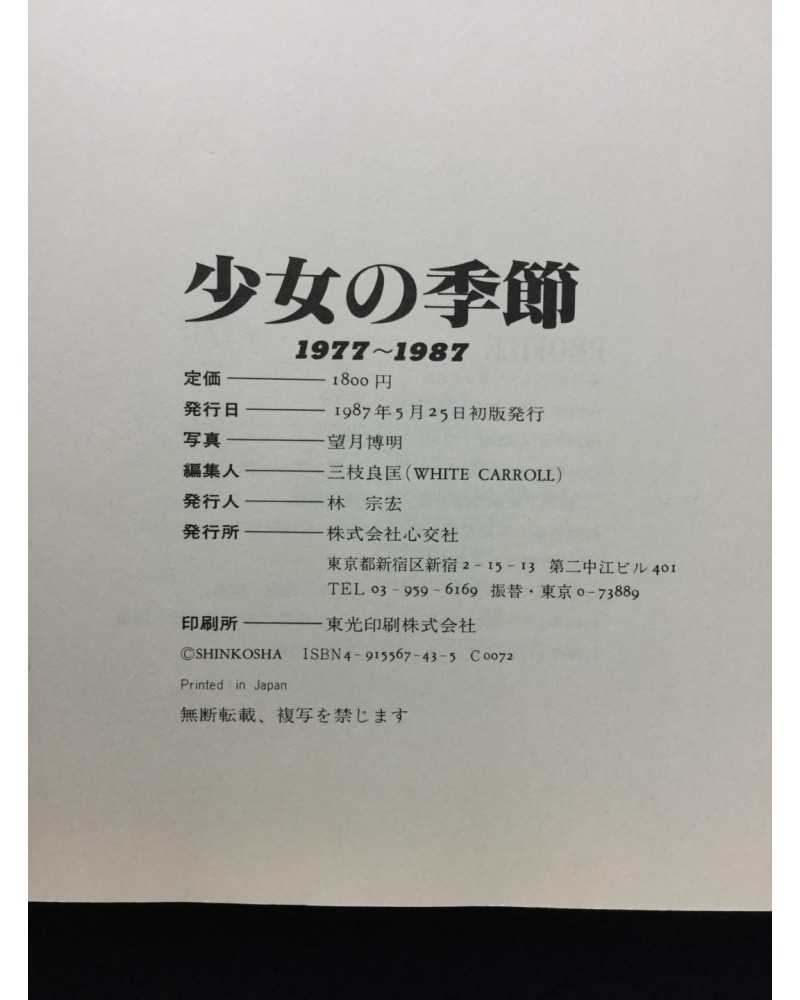 少女の季節
1977〜1987
定価 ——— 1800円
発行日 ——— 1987年5月25日初版発行
写真 ——— 望月博明
編集人 ——— 三枝良匡(WHITE CARROLL)
発行人 ——— 林 宗宏
発行所 ——— 株式会社心交社
東京都新宿区新宿2-15-13 第二中江ビル401
TEL 03-959-6169 振替・東京0-73889
印刷所 ——— 東光印刷株式会社
©SHINKOSHA ISBN4-915567-43-5 C0072
Printed in Japan
無断転載、複写を禁じます